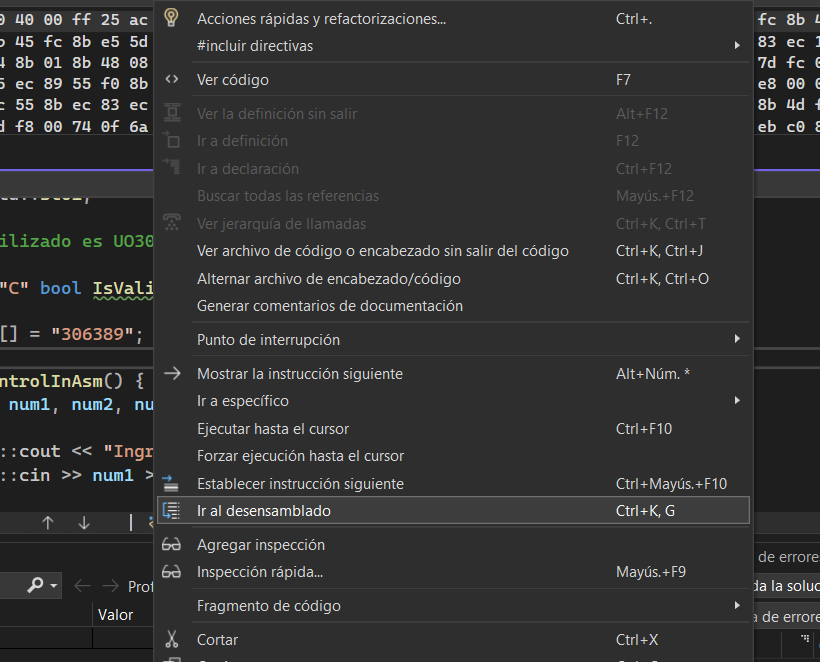 0 40 00 ff 25 ac
b 45 fc 8b e5 5d
4 8b 01 8b 48 08
5 ec 89 55 f0 8b
c 55 8b ec 83 ec
d f8 00 74 0f 6a
fc 8b 4
83 ec 1
7d fc 0
e8 00 0
8b 4d f
eb c0 8
ilizado es UO30
"C" bool IsVali
[] = "306389";
ntrolInAsm() {
num1, num2, nu
::cout << "Ingr
::cin >> num1 >
Prof
Valor
Acciones rápidas y refactorizaciones... Ctrl+.
#incluir directivas
Ver código F7
Ver la definición sin salir Alt+F12
Ir a definición F12
Ir a declaración Ctrl+F12
Buscar todas las referencias Mayús.+F12
Ver jerarquía de llamadas Ctrl+K, Ctrl+T
Ver archivo de código o encabezado sin salir del código Ctrl+K, Ctrl+J
Alternar archivo de encabezado/código Ctrl+K, Ctrl+O
Generar comentarios de documentación
Punto de interrupción
Mostrar la instrucción siguiente Alt+Núm. *
Ir a específico
Ejecutar hasta el cursor Ctrl+F10
Forzar ejecución hasta el cursor
Establecer instrucción siguiente Ctrl+Mayús.+F10
Ir al desensamblado Ctrl+K, G
Agregar inspección
Inspección rápida... Mayús.+F9
Fragmento de código
Cortar Ctrl+X
de errore
da la soluc
a de errore